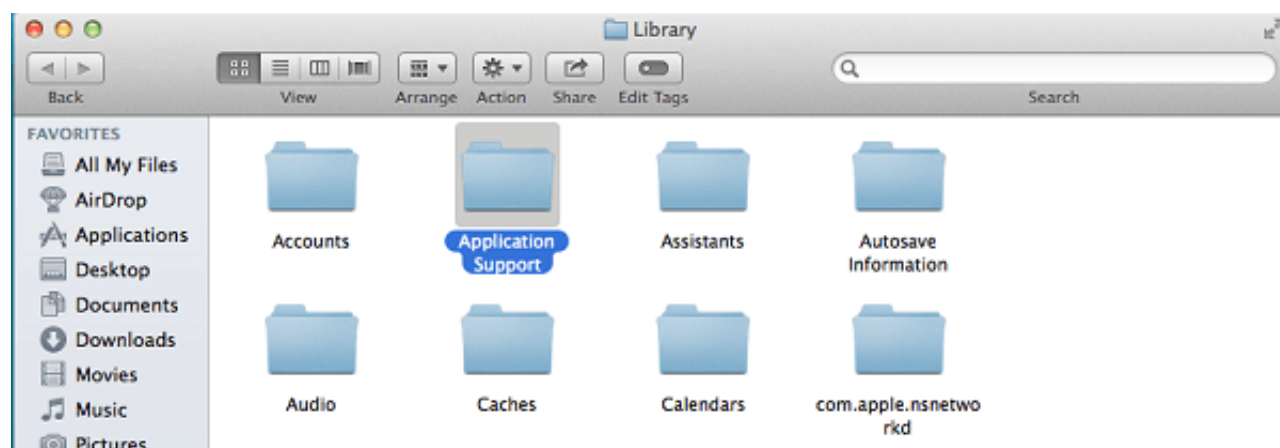 Library
Back
View
Arrange
Action
Share
Edit Tags
Search
FAVORITES
All My Files
AirDrop
Applications
Desktop
Documents
Downloads
Movies
Music
Pictures
Accounts
Application
Support
Assistants
Autosave
Information
Audio
Caches
Calendars
com.apple.nsnetwo
rkd